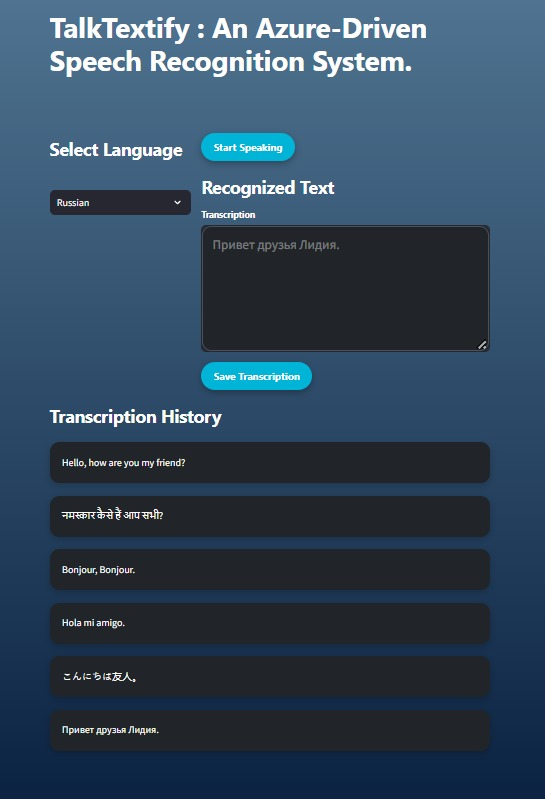 TalkTextify : An Azure-Driven
Speech Recognition System.
Select Language
Start Speaking
Russian
Recognized Text
Transcription
Привет друзья Лидия.
Save Transcription
Transcription History
Hello, how are you my friend?
नमस्कार कैसे हैं आप सभी?
Bonjour, Bonjour.
Hola mi amigo.
こんにちは友人。
Привет друзья Лидия.